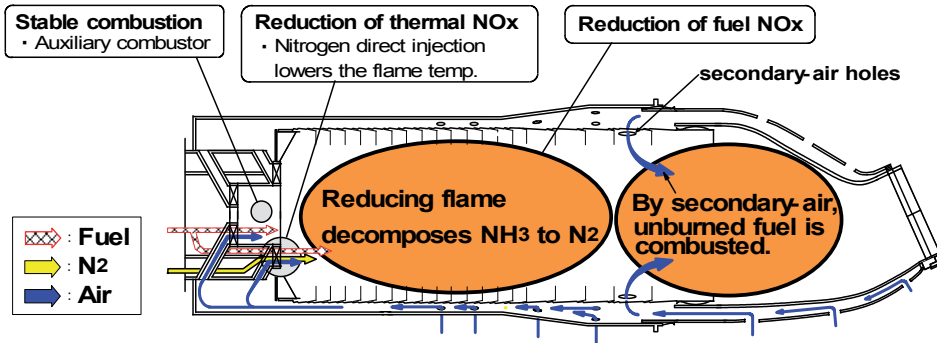 Stable combustion
・Auxiliary combustor
Reduction of thermal NOx
・Nitrogen direct injection
lowers the flame temp.
Reduction of fuel NOx
secondary-air holes
Reducing flame
decomposes NH3 to N2
By secondary-air,
unburned fuel is
combusted.
: Fuel
: N2
: Air